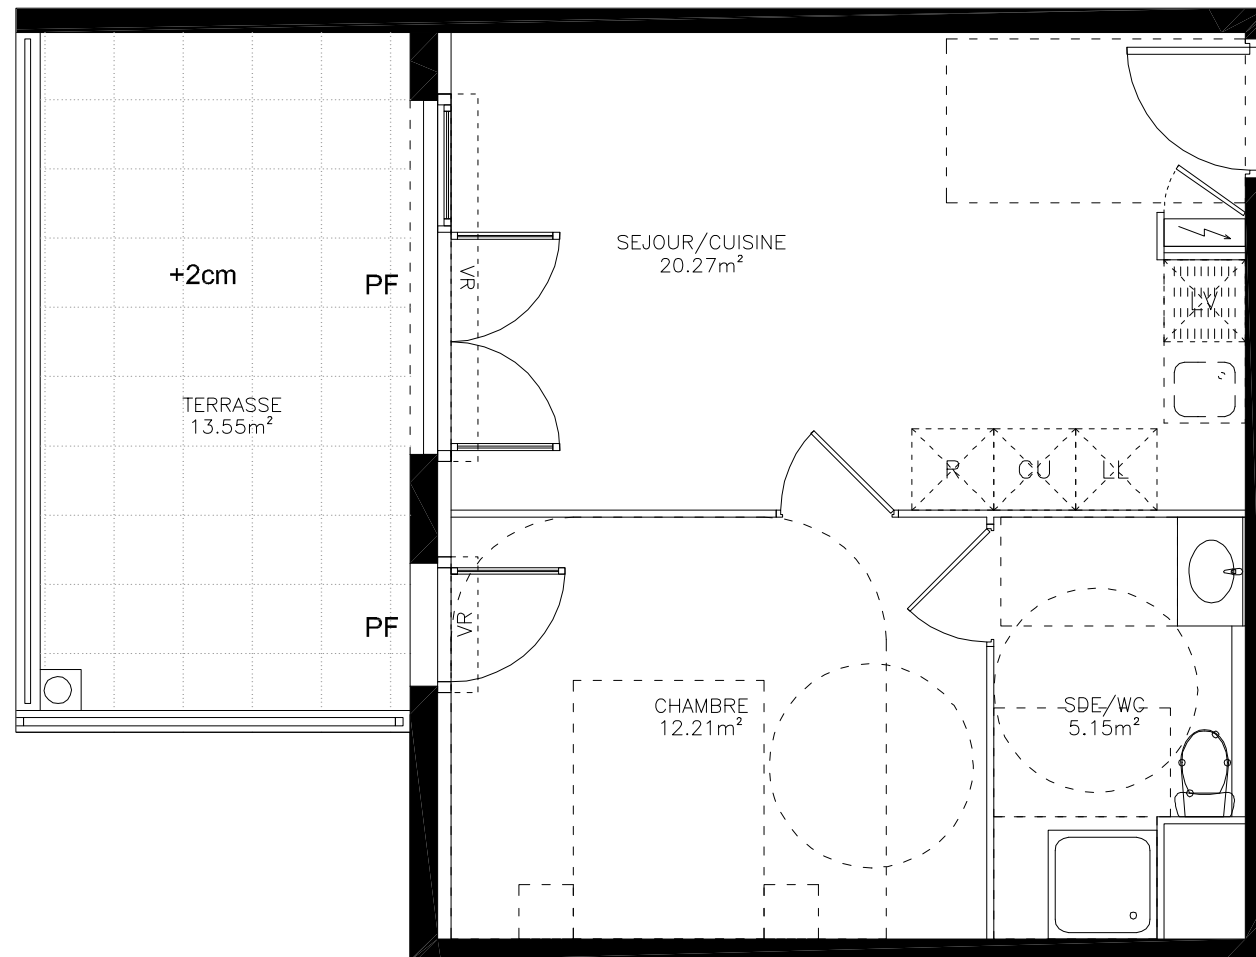 SEJOUR/CUISINE
20.27m²
+2cm
PF
VR
LV
TERRASSE
13.55m²
R
CU
LL
PF
VR
CHAMBRE
12.21m²
SDE/WC
5.15m²